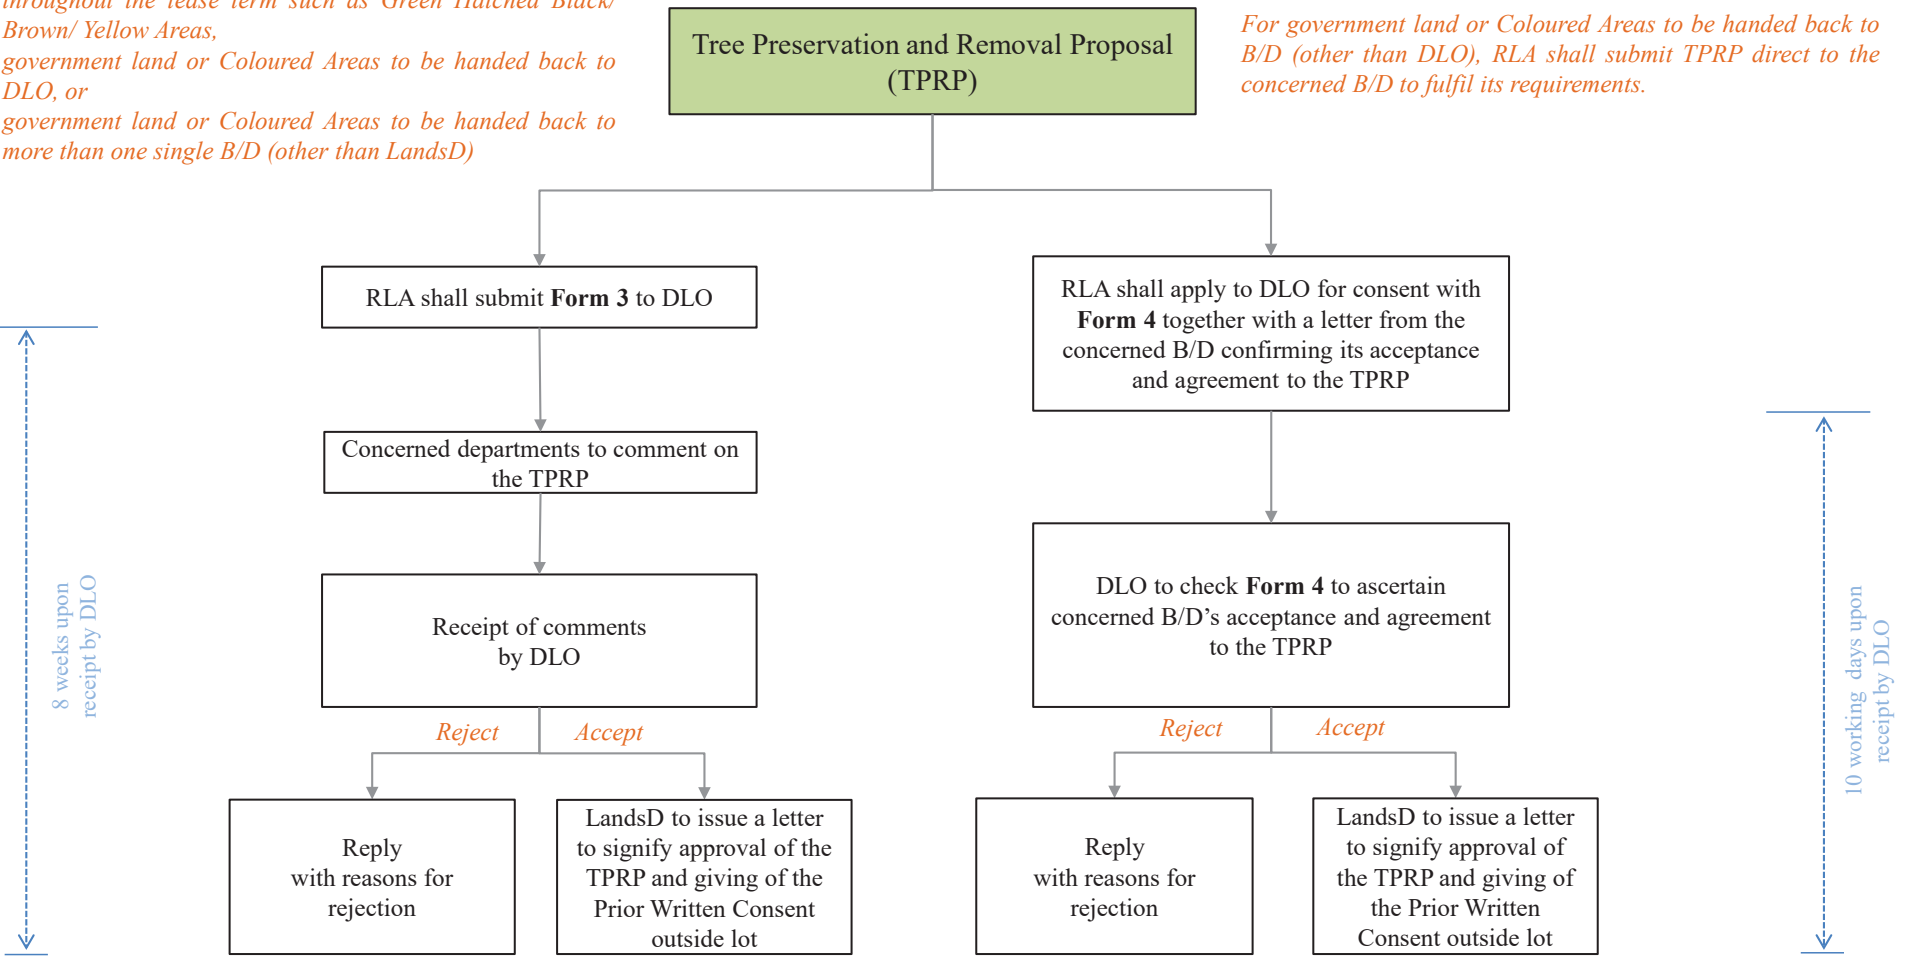 throughout the lease term such as Green Hatched Black/
Brown/ Yellow Areas,
government land or Coloured Areas to be handed back to
DLO, or
government land or Coloured Areas to be handed back to
more than one single B/D (other than LandsD)
Tree Preservation and Removal Proposal
(TPRP)
For government land or Coloured Areas to be handed back to
B/D (other than DLO), RLA shall submit TPRP direct to the
concerned B/D to fulfil its requirements.
RLA shall submit Form 3 to DLO
Concerned departments to comment on
the TPRP
Receipt of comments
by DLO
Reject
Accept
Reply
with reasons for
rejection
LandsD to issue a letter
to signify approval of the
TPRP and giving of the
Prior Written Consent
outside lot
8 weeks upon
receipt by DLO
RLA shall apply to DLO for consent with
Form 4 together with a letter from the
concerned B/D confirming its acceptance
and agreement to the TPRP
DLO to check Form 4 to ascertain
concerned B/D’s acceptance and agreement
to the TPRP
Reject
Accept
Reply
with reasons for
rejection
LandsD to issue a letter
to signify approval of
the TPRP and giving of
the Prior Written
Consent outside lot
10 working days upon
receipt by DLO